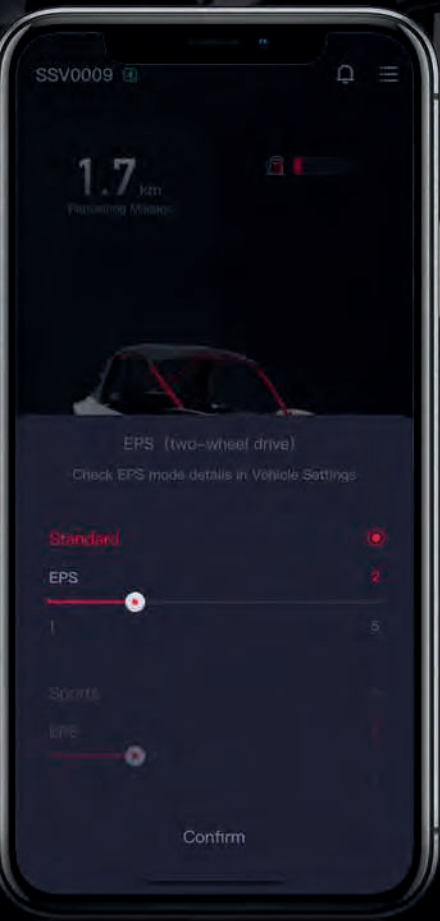 SSV0009
1.7 km
Remaining Mileage
EPS (two-wheel drive)
Check EPS mode details in Vehicle Settings
Standard
EPS 2
1 5
Sports
EPS
Confirm